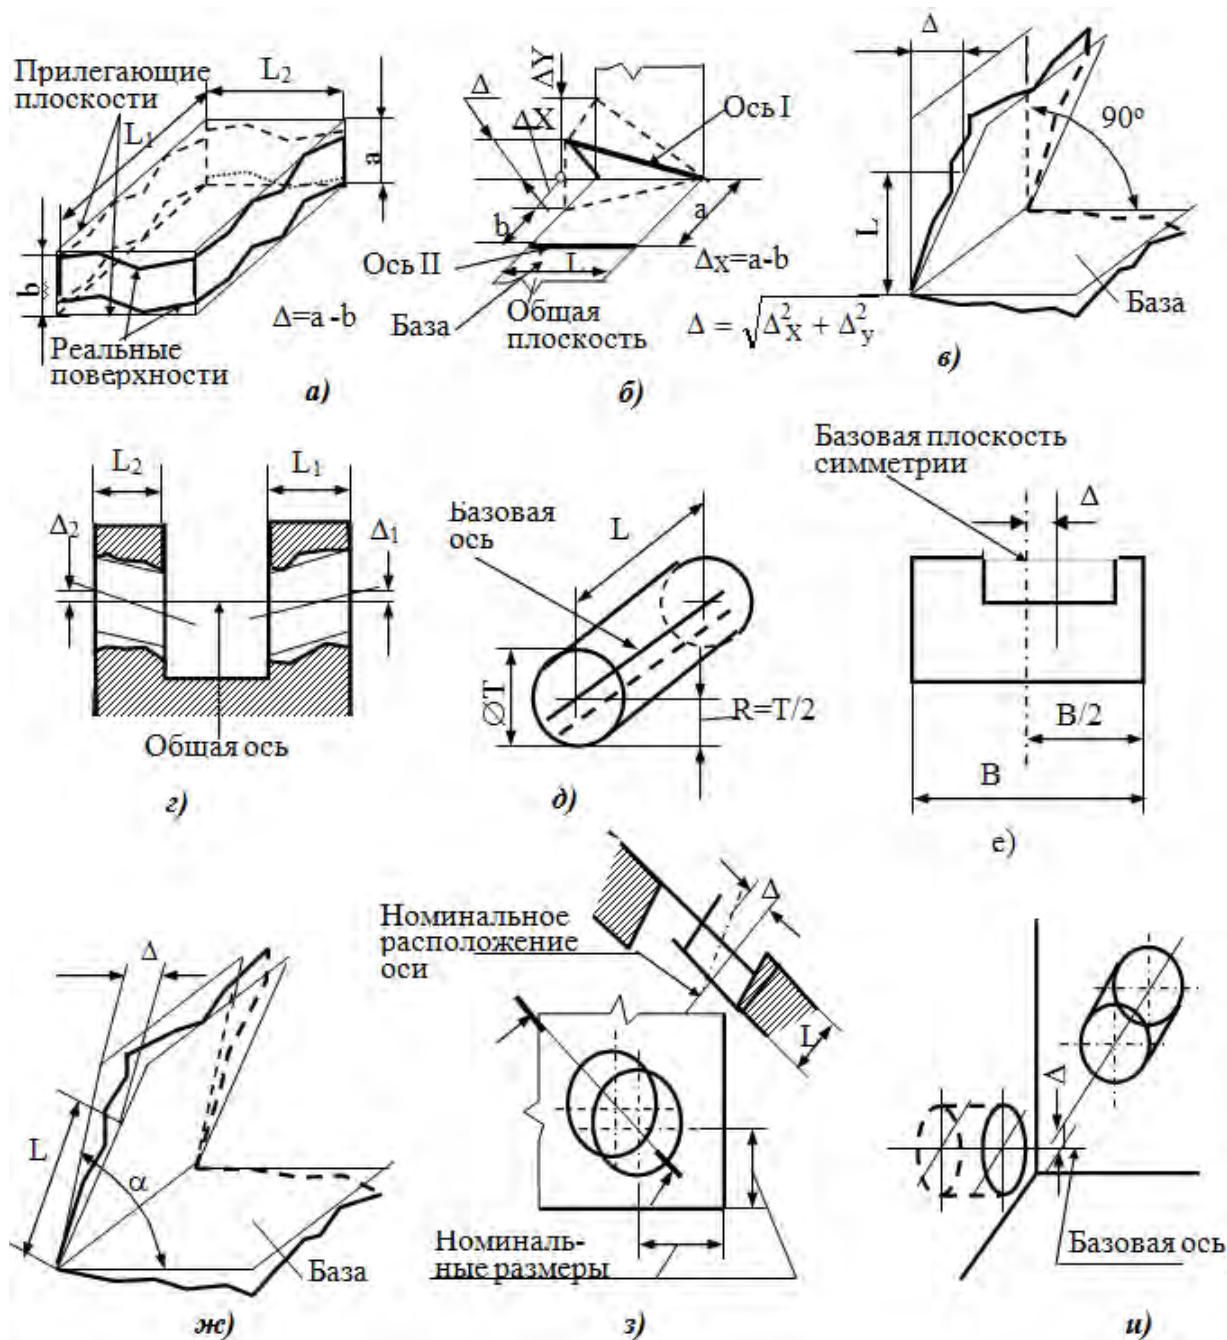 Прилегающие
плоскости
L₁
L₂
a
b
Δ=a -b
Реальные
поверхности
а)
ΔY
Δ
ΔX
Ось I
b
a
Ось II
L
Δx=a-b
База
Общая
плоскость
Δ = √Δ²X + Δ²y
б)
Δ
90°
L
База
в)
L₂
L₁
Δ₂
Δ₁
Общая ось
г)
Базовая
ось
L
∅T
R=T/2
д)
Базовая плоскость
симметрии
Δ
B/2
B
е)
Δ
L
α
База
ж)
Номинальное
расположение
оси
Δ
L
Номиналь-
ные размеры
з)
Δ
Базовая ось
и)